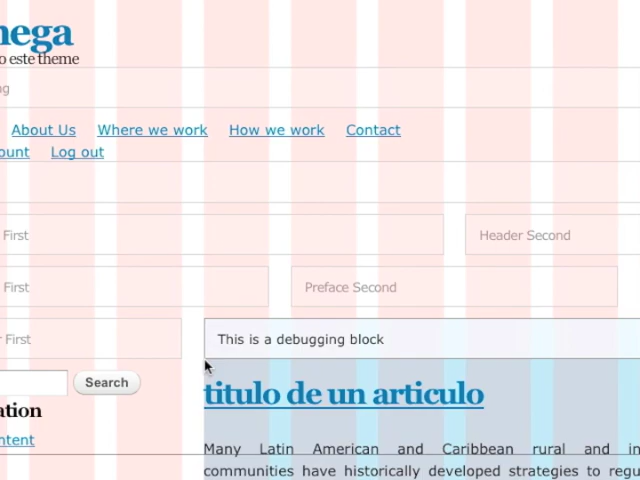 nega
o este theme
ng
About Us Where we work How we work Contact
ount Log out
First Header Second
First Preface Second
r First This is a debugging block
Search
titulo de un articulo
ation
ntent
Many Latin American and Caribbean rural and in
communities have historically developed strategies to regu